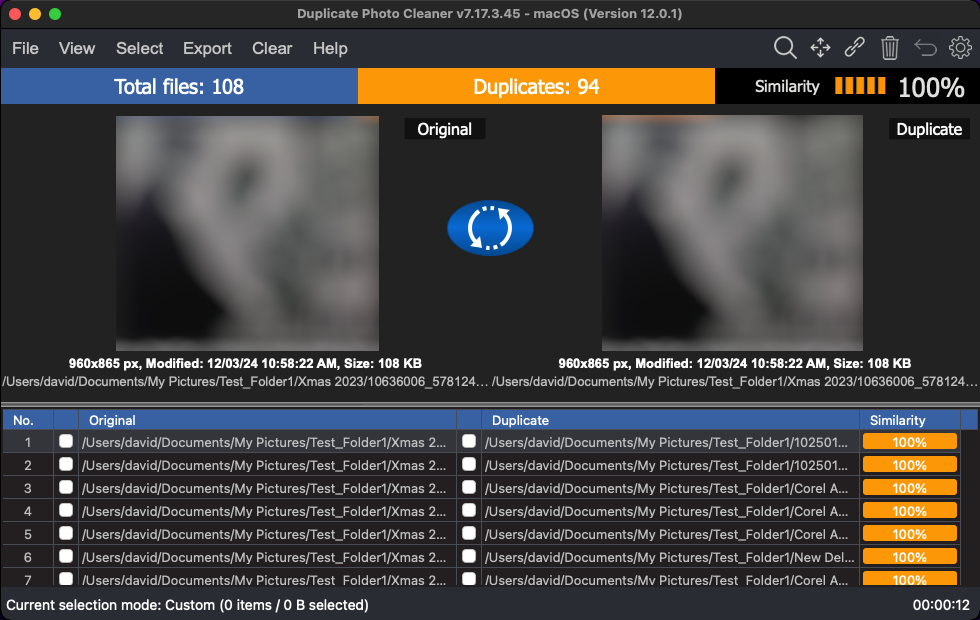 Duplicate Photo Cleaner v7.17.3.45 - macOS (Version 12.0.1)
File View Select Export Clear Help
Total files: 108 Duplicates: 94 Similarity 100%
Original Duplicate
960x865 px, Modified: 12/03/24 10:58:22 AM, Size: 108 KB 960x865 px, Modified: 12/03/24 10:58:22 AM, Size: 108 KB
/Users/david/Documents/My Pictures/Test_Folder1/Xmas 2023/10636006_578124... /Users/david/Documents/My Pictures/Test_Folder1/Xmas 2023/10636006_578124...
No. Original Duplicate Similarity
1 /Users/david/Documents/My Pictures/Test_Folder1/Xmas 2... /Users/david/Documents/My Pictures/Test_Folder1/102501... 100%
2 /Users/david/Documents/My Pictures/Test_Folder1/Xmas 2... /Users/david/Documents/My Pictures/Test_Folder1/102501... 100%
3 /Users/david/Documents/My Pictures/Test_Folder1/Xmas 2... /Users/david/Documents/My Pictures/Test_Folder1/Corel A... 100%
4 /Users/david/Documents/My Pictures/Test_Folder1/Xmas 2... /Users/david/Documents/My Pictures/Test_Folder1/Corel A... 100%
5 /Users/david/Documents/My Pictures/Test_Folder1/Xmas 2... /Users/david/Documents/My Pictures/Test_Folder1/Corel A... 100%
6 /Users/david/Documents/My Pictures/Test_Folder1/Xmas 2... /Users/david/Documents/My Pictures/Test_Folder1/New Del... 100%
7 /Users/david/Documents/My Pictures/Test_Folder1/Xmas 2... /Users/david/Documents/My Pictures/Test_Folder1/Corel A... 100%
Current selection mode: Custom (0 items / 0 B selected) 00:00:12